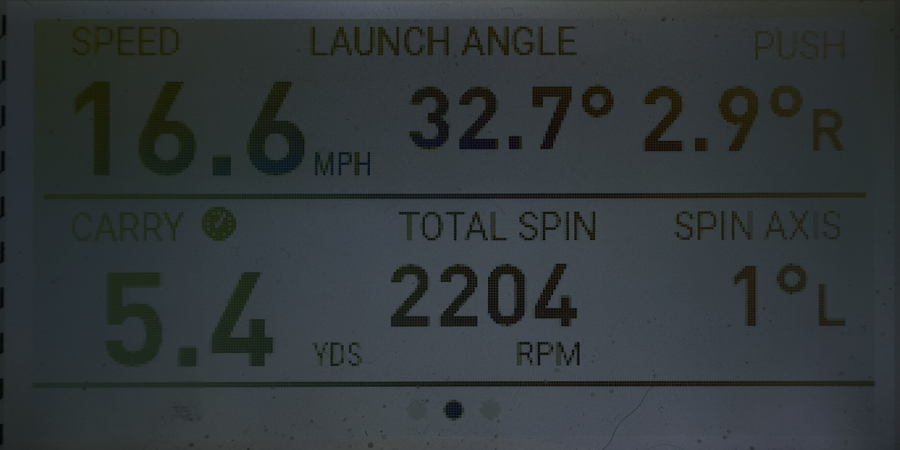 SPEED LAUNCH ANGLE PUSH
16.6 MPH 32.7° 2.9° R
CARRY TOTAL SPIN SPIN AXIS
5.4 YDS 2204 RPM 1° L